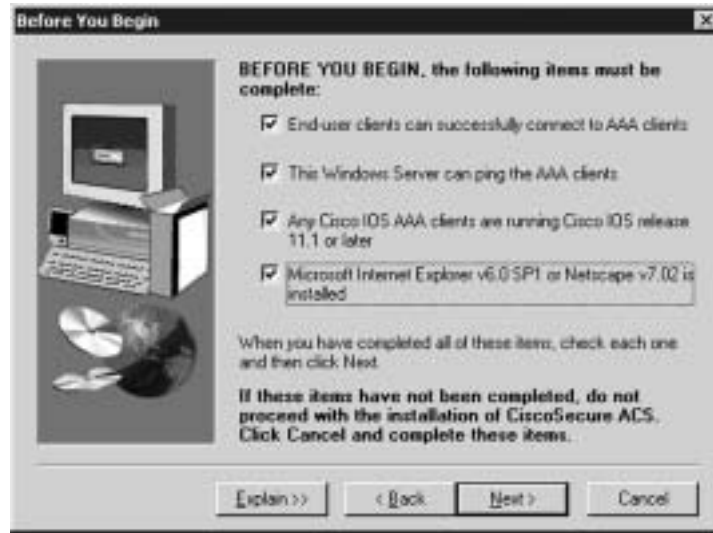 Before You Begin
BEFORE YOU BEGIN, the following items must be
complete:
End-user clients can successfully connect to AAA clients
This Windows Server can ping the AAA clients
Any Cisco IOS AAA clients are running Cisco IOS release
11.1 or later
Microsoft Internet Explorer v6.0 SP1 or Netscape v7.02 is
installed
When you have completed all of these items, check each one
and then click Next.
If these items have not been completed, do not
proceed with the installation of CiscoSecure ACS.
Click Cancel and complete these items.
Explain >>
< Back
Next >
Cancel